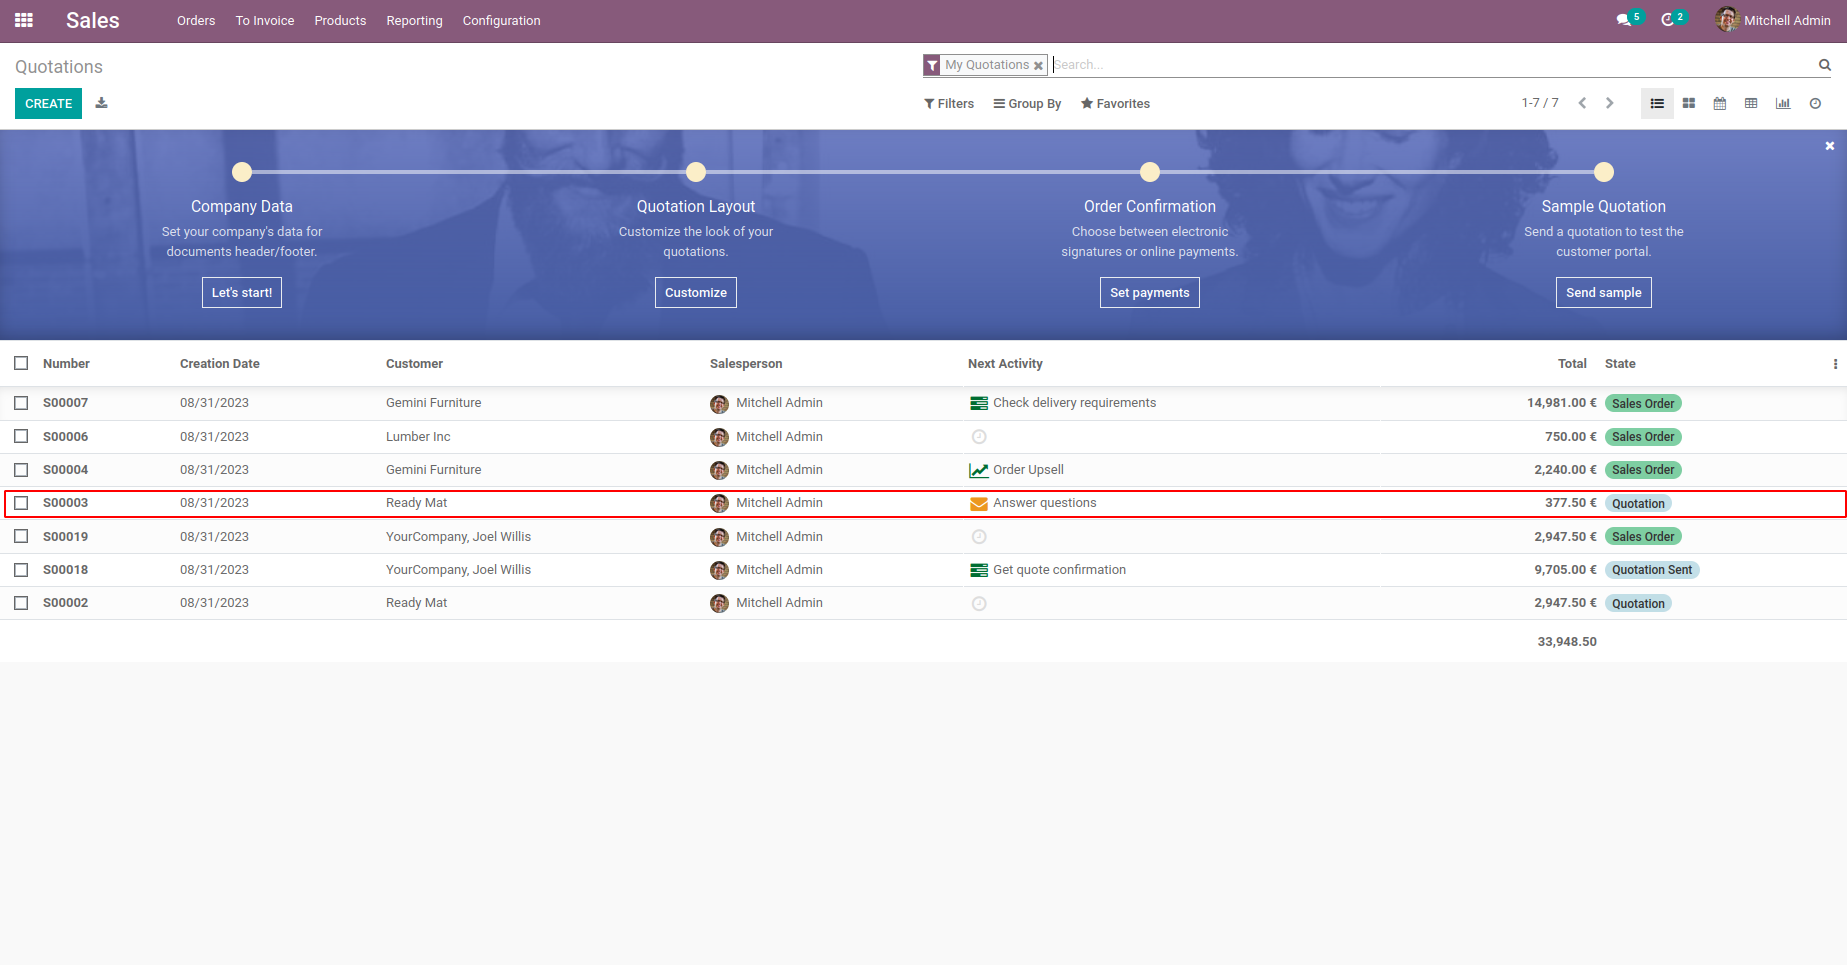 Sales Orders To Invoice Products Reporting Configuration 5 2 Mitchell Admin
Quotations My Quotations Search...
CREATE Filters Group By Favorites 1-7 / 7
Company Data
Set your company's data for
documents header/footer.
Let's start!
Quotation Layout
Customize the look of your
quotations.
Customize
Order Confirmation
Choose between electronic
signatures or online payments.
Set payments
Sample Quotation
Send a quotation to test the
customer portal.
Send sample
Number Creation Date Customer Salesperson Next Activity Total State
S00007 08/31/2023 Gemini Furniture Mitchell Admin Check delivery requirements 14,981.00 € Sales Order
S00006 08/31/2023 Lumber Inc Mitchell Admin 750.00 € Sales Order
S00004 08/31/2023 Gemini Furniture Mitchell Admin Order Upsell 2,240.00 € Sales Order
S00003 08/31/2023 Ready Mat Mitchell Admin Answer questions 377.50 € Quotation
S00019 08/31/2023 YourCompany, Joel Willis Mitchell Admin 2,947.50 € Sales Order
S00018 08/31/2023 YourCompany, Joel Willis Mitchell Admin Get quote confirmation 9,705.00 € Quotation Sent
S00002 08/31/2023 Ready Mat Mitchell Admin 2,947.50 € Quotation
33,948.50